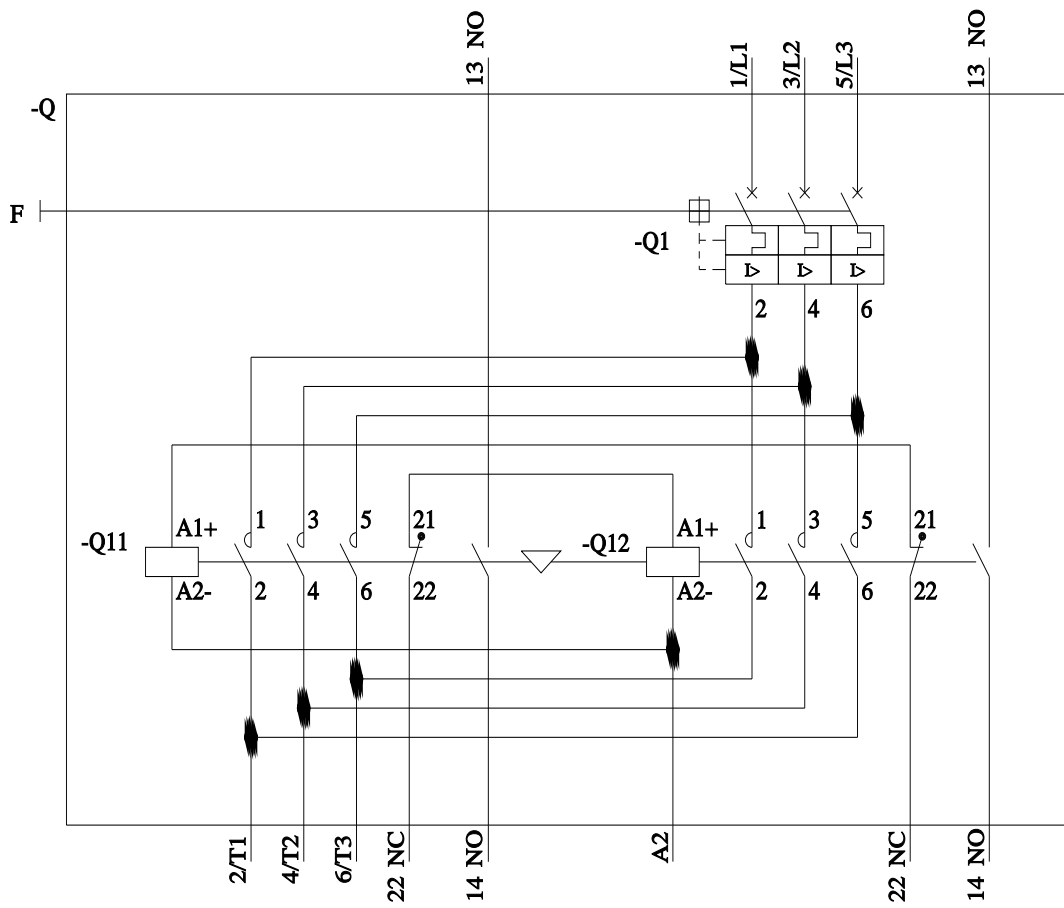 13 NO
1/L1
3/L2
5/L3
13 NO
-Q
F
-Q1
I> I> I>
2 4 6
A1+ 1 3 5 21
-Q11
A2- 2 4 6 22
A1+ 1 3 5 21
-Q12
A2- 2 4 6 22
2/T1
4/T2
6/T3
22 NC
14 NO
A2
22 NC
14 NO